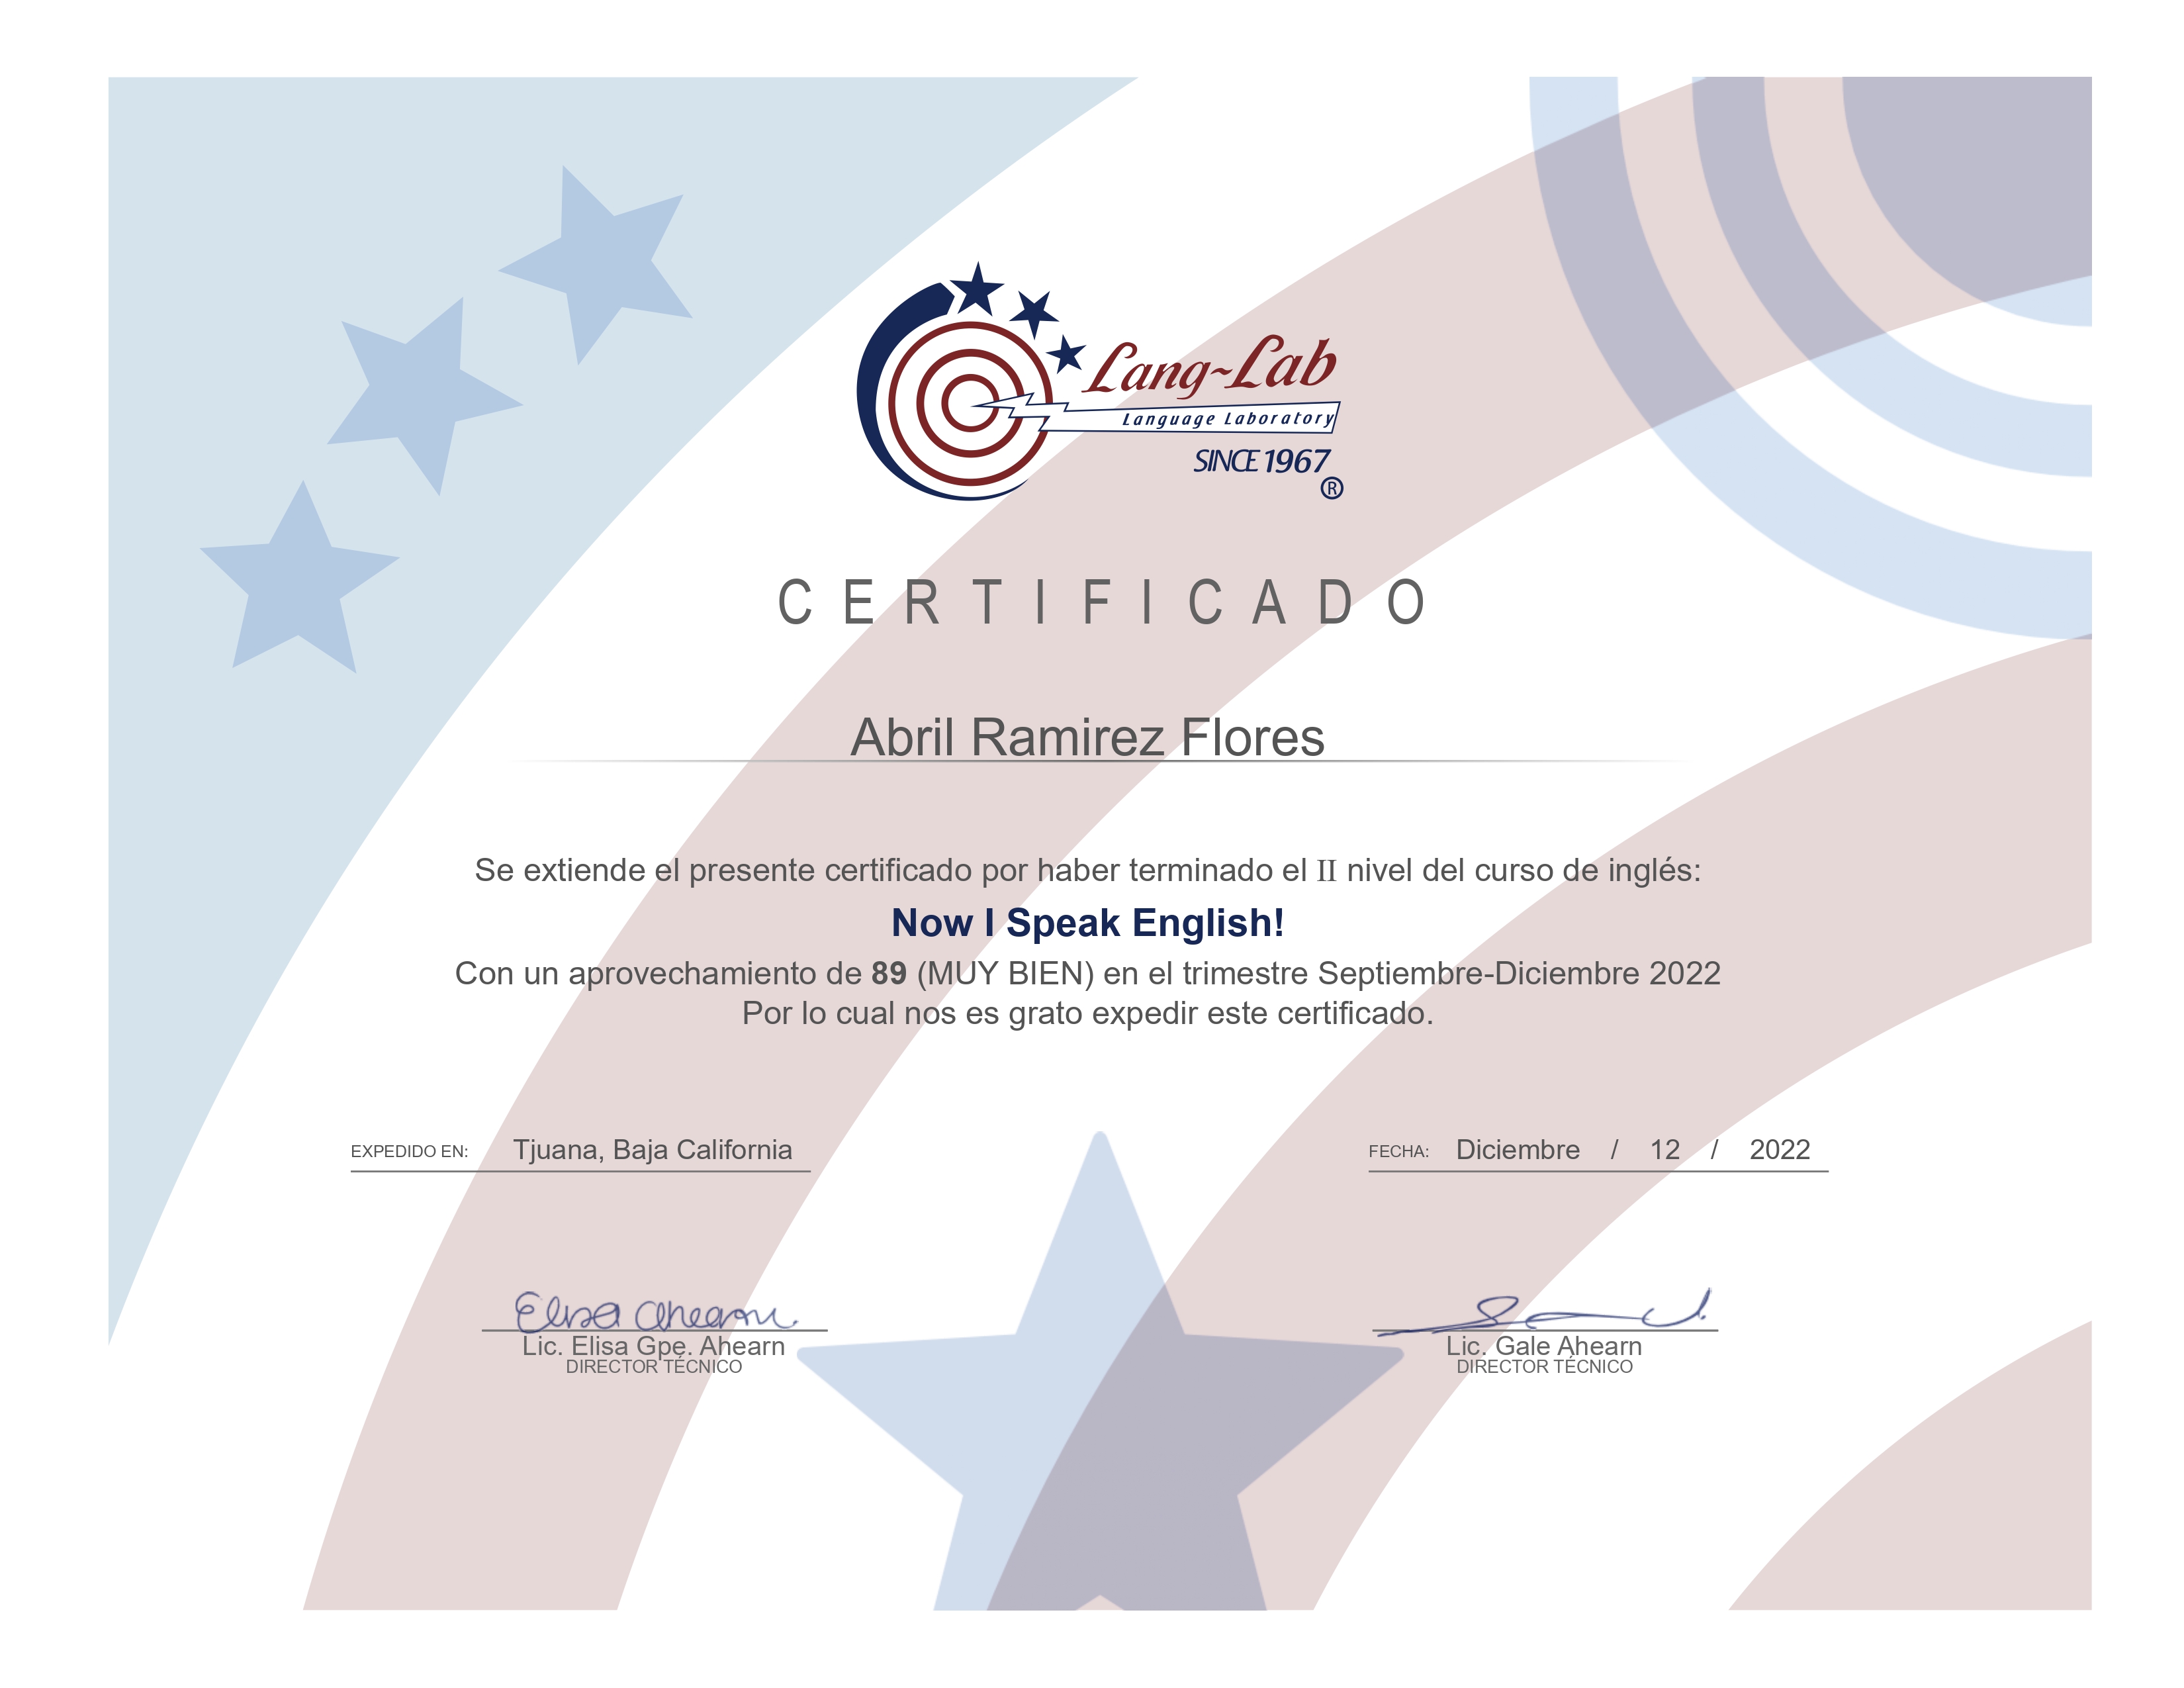 Lang-Lab
Language Laboratory
SINCE 1967
®
CERTIFICADO
Abril Ramirez Flores
Se extiende el presente certificado por haber terminado el II nivel del curso de inglés:
Now I Speak English!
Con un aprovechamiento de 89 (MUY BIEN) en el trimestre Septiembre-Diciembre 2022
Por lo cual nos es grato expedir este certificado.
EXPEDIDO EN: Tjuana, Baja California
FECHA: Diciembre / 12 / 2022
Elisa Ahearn.
Lic. Elisa Gpe. Ahearn
DIRECTOR TÉCNICO
Lic. Gale Ahearn
DIRECTOR TÉCNICO